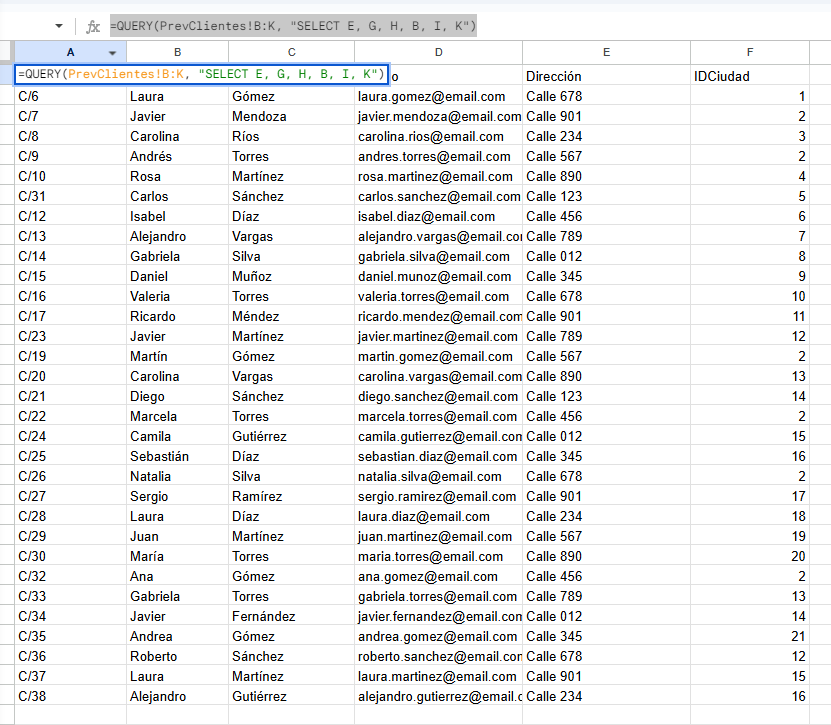 fx =QUERY(PrevClientes!B:K, "SELECT E, G, H, B, I, K")
A B C D E F
=QUERY(PrevClientes!B:K, "SELECT E, G, H, B, I, K") o Dirección IDCiudad
C/6 Laura Gómez laura.gomez@email.com Calle 678 1
C/7 Javier Mendoza javier.mendoza@email.com Calle 901 2
C/8 Carolina Ríos carolina.rios@email.com Calle 234 3
C/9 Andrés Torres andres.torres@email.com Calle 567 2
C/10 Rosa Martínez rosa.martinez@email.com Calle 890 4
C/31 Carlos Sánchez carlos.sanchez@email.com Calle 123 5
C/12 Isabel Díaz isabel.diaz@email.com Calle 456 6
C/13 Alejandro Vargas alejandro.vargas@email.co Calle 789 7
C/14 Gabriela Silva gabriela.silva@email.com Calle 012 8
C/15 Daniel Muñoz daniel.munoz@email.com Calle 345 9
C/16 Valeria Torres valeria.torres@email.com Calle 678 10
C/17 Ricardo Méndez ricardo.mendez@email.com Calle 901 11
C/23 Javier Martínez javier.martinez@email.com Calle 789 12
C/19 Martín Gómez martin.gomez@email.com Calle 567 2
C/20 Carolina Vargas carolina.vargas@email.com Calle 890 13
C/21 Diego Sánchez diego.sanchez@email.com Calle 123 14
C/22 Marcela Torres marcela.torres@email.com Calle 456 2
C/24 Camila Gutiérrez camila.gutierrez@email.con Calle 012 15
C/25 Sebastián Díaz sebastian.diaz@email.com Calle 345 16
C/26 Natalia Silva natalia.silva@email.com Calle 678 2
C/27 Sergio Ramírez sergio.ramirez@email.com Calle 901 17
C/28 Laura Díaz laura.diaz@email.com Calle 234 18
C/29 Juan Martínez juan.martinez@email.com Calle 567 19
C/30 María Torres maria.torres@email.com Calle 890 20
C/32 Ana Gómez ana.gomez@email.com Calle 456 2
C/33 Gabriela Torres gabriela.torres@email.com Calle 789 13
C/34 Javier Fernández javier.fernandez@email.con Calle 012 14
C/35 Andrea Gómez andrea.gomez@email.com Calle 345 21
C/36 Roberto Sánchez roberto.sanchez@email.com Calle 678 12
C/37 Laura Martínez laura.martinez@email.com Calle 901 15
C/38 Alejandro Gutiérrez alejandro.gutierrez@email.c Calle 234 16